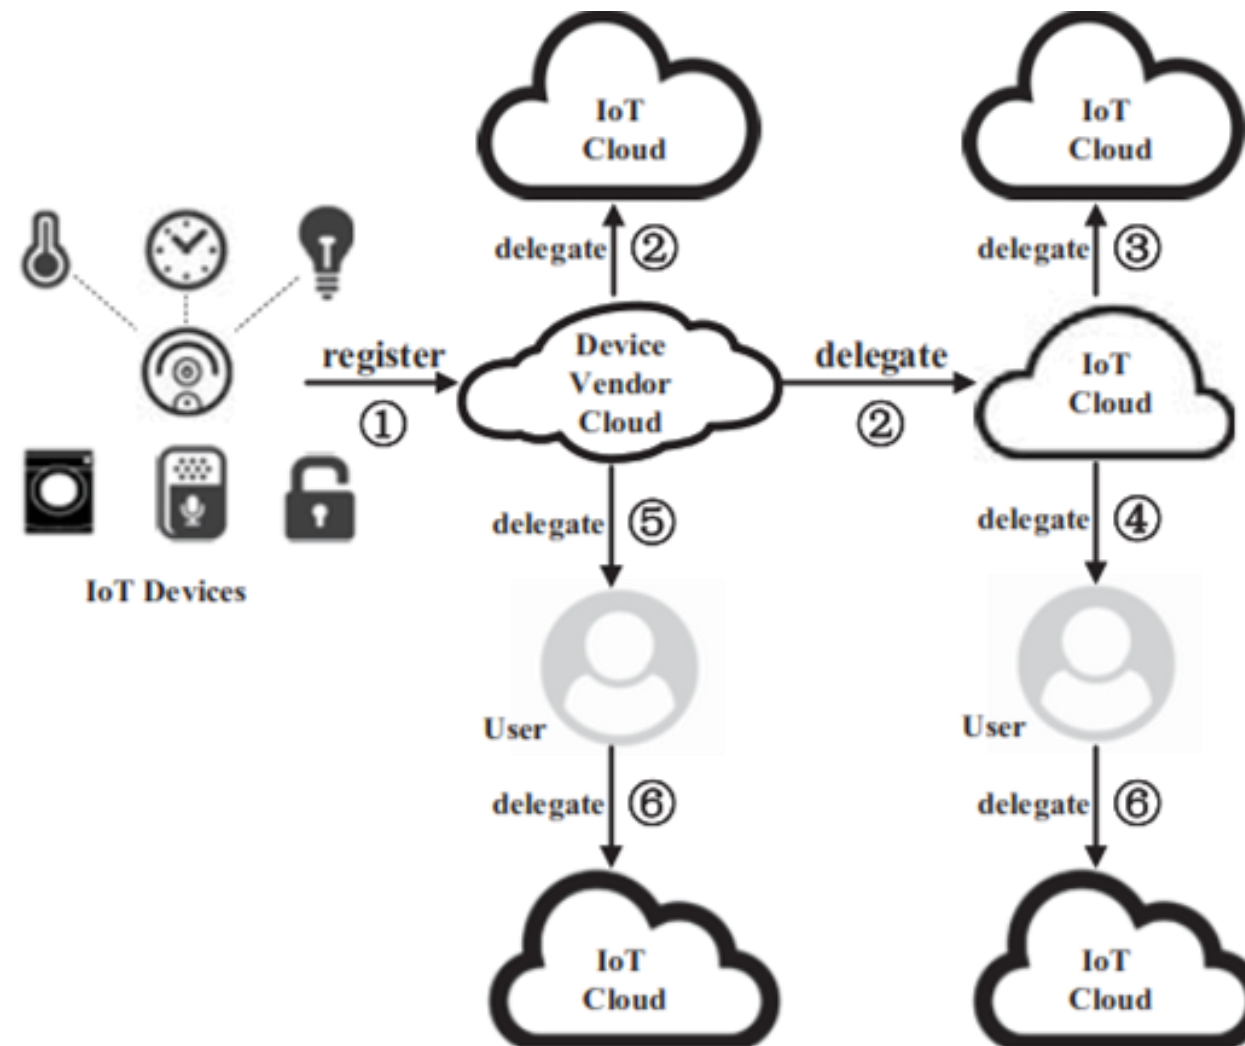 IoT
Cloud
IoT
Cloud
delegate ②
delegate ③
register
①
Device
Vendor
Cloud
delegate
②
IoT
Cloud
IoT Devices
delegate ⑤
delegate ④
User
User
delegate ⑥
delegate ⑥
IoT
Cloud
IoT
Cloud